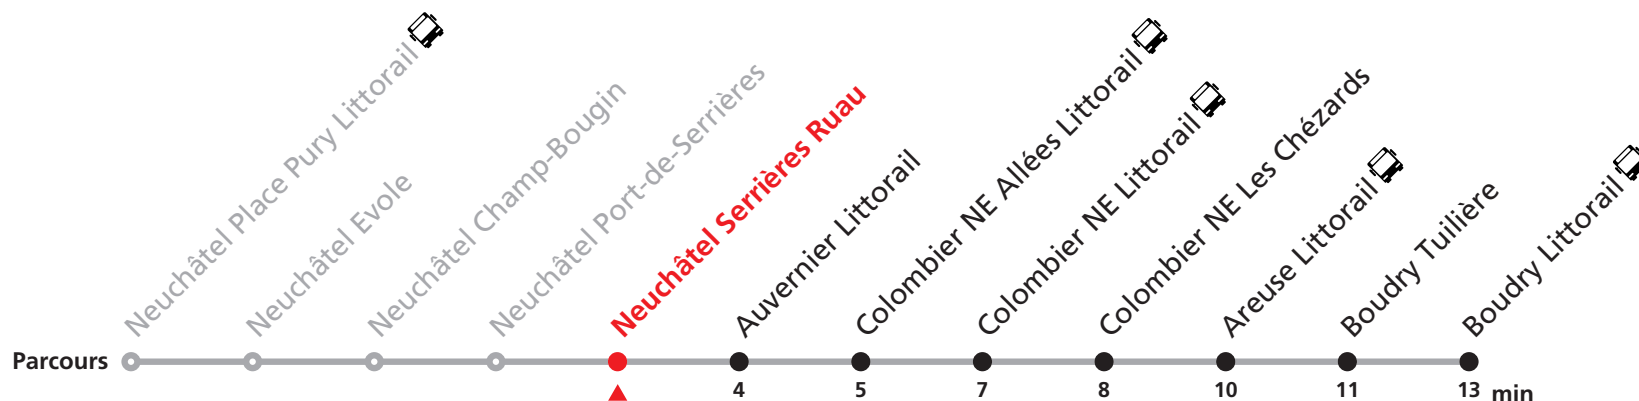 Neuchâtel Place Pury Littorail
Neuchâtel Evole
Neuchâtel Champ-Bougin
Neuchâtel Port-de-Serrières
Neuchâtel Serrières Ruau
Auvernier Littorail
Colombier NE Allées Littorail
Colombier NE Littorail
Colombier NE Les Chézards
Areuse Littorail
Boudry Tuilière
Boudry Littorail
Parcours
4 5 7 8 10 11 13 min